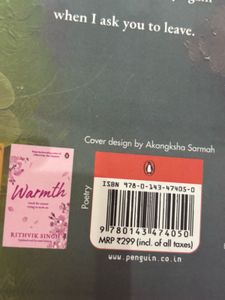 when I ask you to leave.
Cover design by Akangksha Sarmah
Poetry
ISBN 978-0-143-47405-0
9 780143 474050
MRP ₹299 (incl. of all taxes)
www.penguin.co.in
Warmth
RITHVIK SINGH